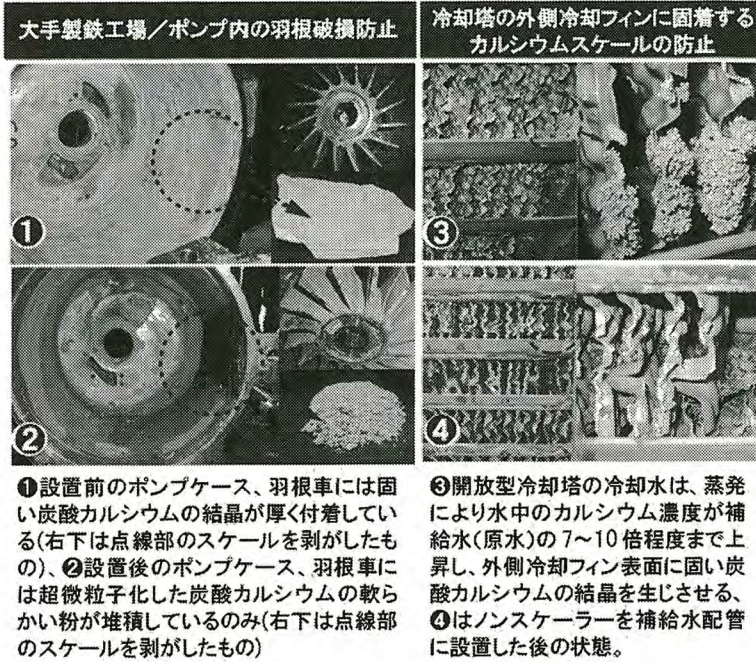 大手製鉄工場／ポンプ内の羽根破損防止
冷却塔の外側冷却フィンに固着する
カルシウムスケールの防止
❶
❷
❸
❹
❶設置前のポンプケース、羽根車には固
い炭酸カルシウムの結晶が厚く付着してい
る(右下は点線部のスケールを剥がしたも
の)、❷設置後のポンプケース、羽根車に
は超微粒子化した炭酸カルシウムの軟ら
かい粉が堆積しているのみ(右下は点線部
のスケールを剥がしたもの)
❸開放型冷却塔の冷却水は、蒸発
により水中のカルシウム濃度が補
給水(原水)の7〜10倍程度まで上
昇し、外側冷却フィン表面に固い炭
酸カルシウムの結晶を生じさせる、
❹はノンスケーラーを補給水配管
に設置した後の状態。